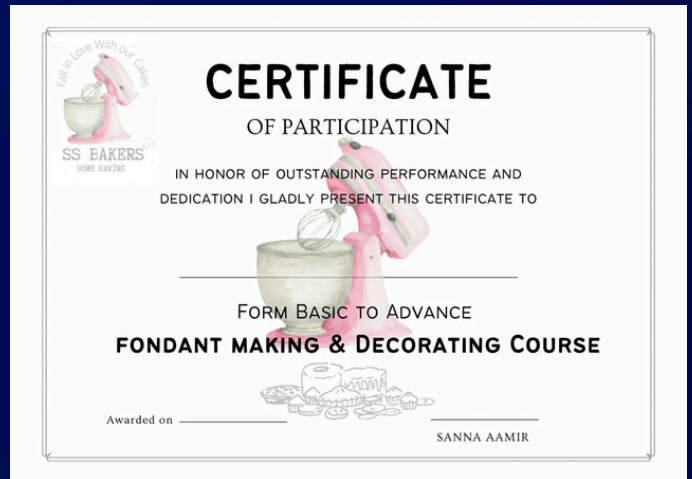 Fall in Love With our Cakes
SS BAKERS
HOME BAKING
CERTIFICATE
OF PARTICIPATION
IN HONOR OF OUTSTANDING PERFORMANCE AND
DEDICATION I GLADLY PRESENT THIS CERTIFICATE TO
FORM BASIC TO ADVANCE
FONDANT MAKING & DECORATING COURSE
Awarded on
SANNA AAMIR